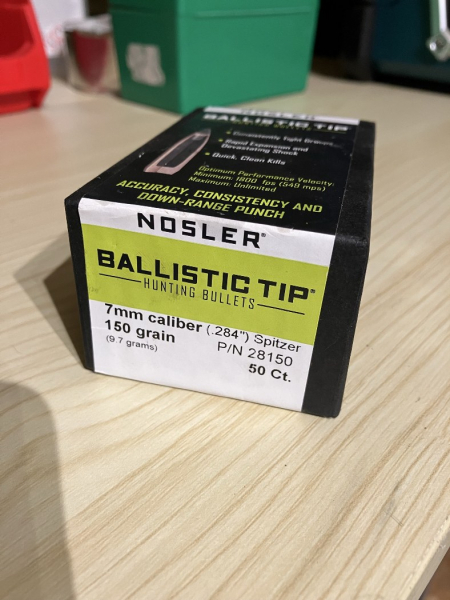 BALLISTIC TIP
• Consistently Tight Groups
• Rapid Expansion and
Devastating Shock
• Quick, Clean Kills
Optimum Performance Velocity:
Minimum: 1800 fps (549 mps)
Maximum: Unlimited
ACCURACY, CONSISTENCY AND
DOWN-RANGE PUNCH
NOSLER®
BALLISTIC TIP®
HUNTING BULLETS
7mm caliber (.284") Spitzer
150 grain P/N 28150
(9.7 grams) 50 Ct.